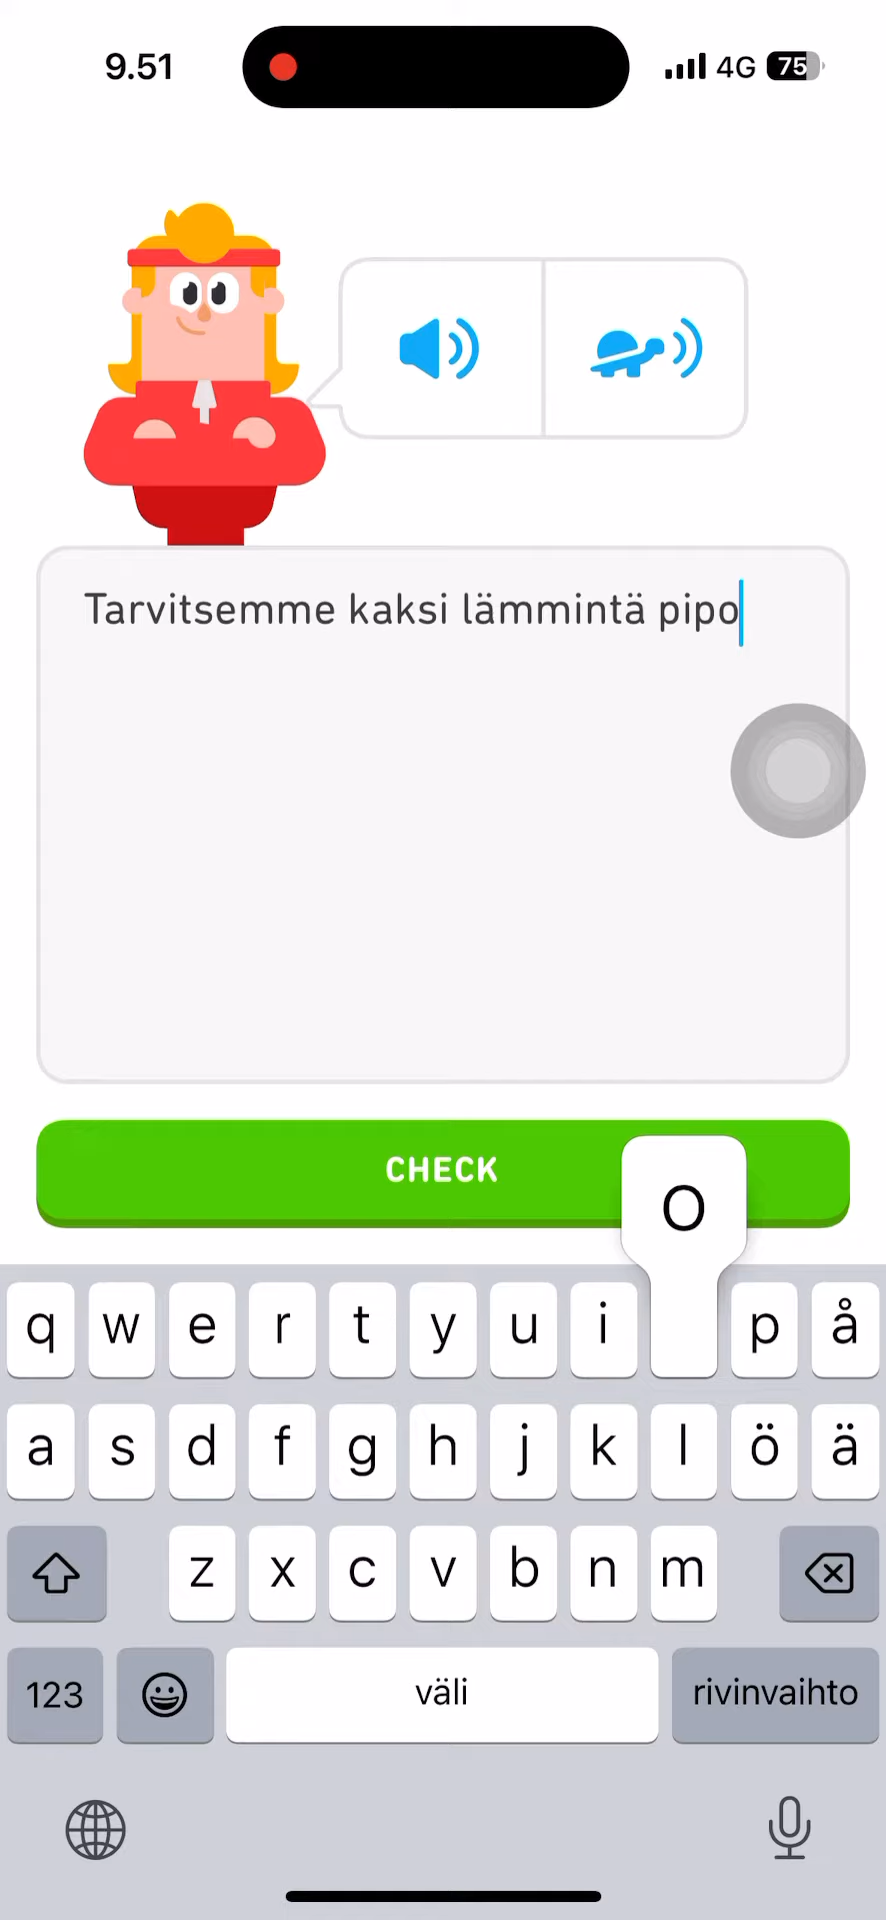 9.51
4G
75
Tarvitsemme kaksi lämmintä pipo
CHECK
O
q w e r t y u i p å
a s d f g h j k l ö ä
z x c v b n m
123 väli rivinvaihto